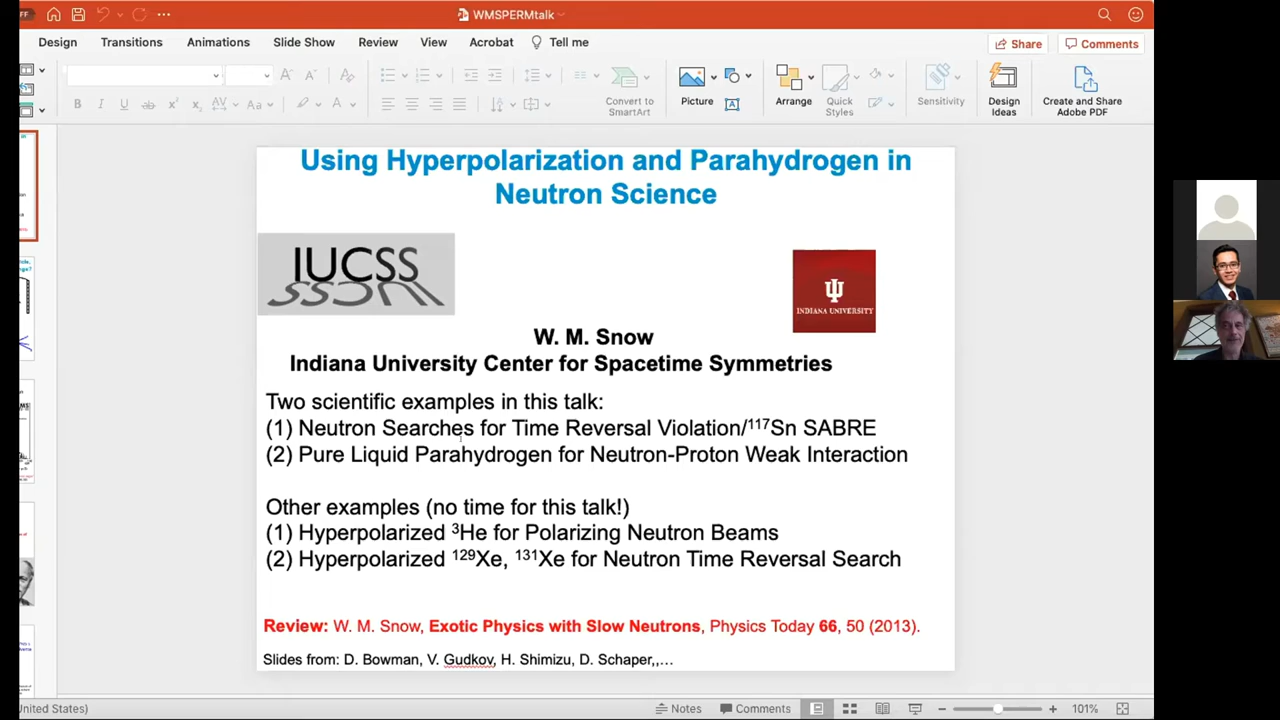 WMSPERMtalk
Design Transitions Animations Slide Show Review View Acrobat Tell me
Share Comments
Convert to SmartArt
Picture
Arrange
Quick Styles
Sensitivity
Design Ideas
Create and Share Adobe PDF
Using Hyperpolarization and Parahydrogen in
Neutron Science
IUCSS
INDIANA UNIVERSITY
W. M. Snow
Indiana University Center for Spacetime Symmetries
Two scientific examples in this talk:
(1) Neutron Searches for Time Reversal Violation/¹¹⁷Sn SABRE
(2) Pure Liquid Parahydrogen for Neutron-Proton Weak Interaction
Other examples (no time for this talk!)
(1) Hyperpolarized ³He for Polarizing Neutron Beams
(2) Hyperpolarized ¹²⁹Xe, ¹³¹Xe for Neutron Time Reversal Search
Review: W. M. Snow, Exotic Physics with Slow Neutrons, Physics Today 66, 50 (2013).
Slides from: D. Bowman, V. Gudkov, H. Shimizu, D. Schaper,,…
United States)
Notes Comments 101%